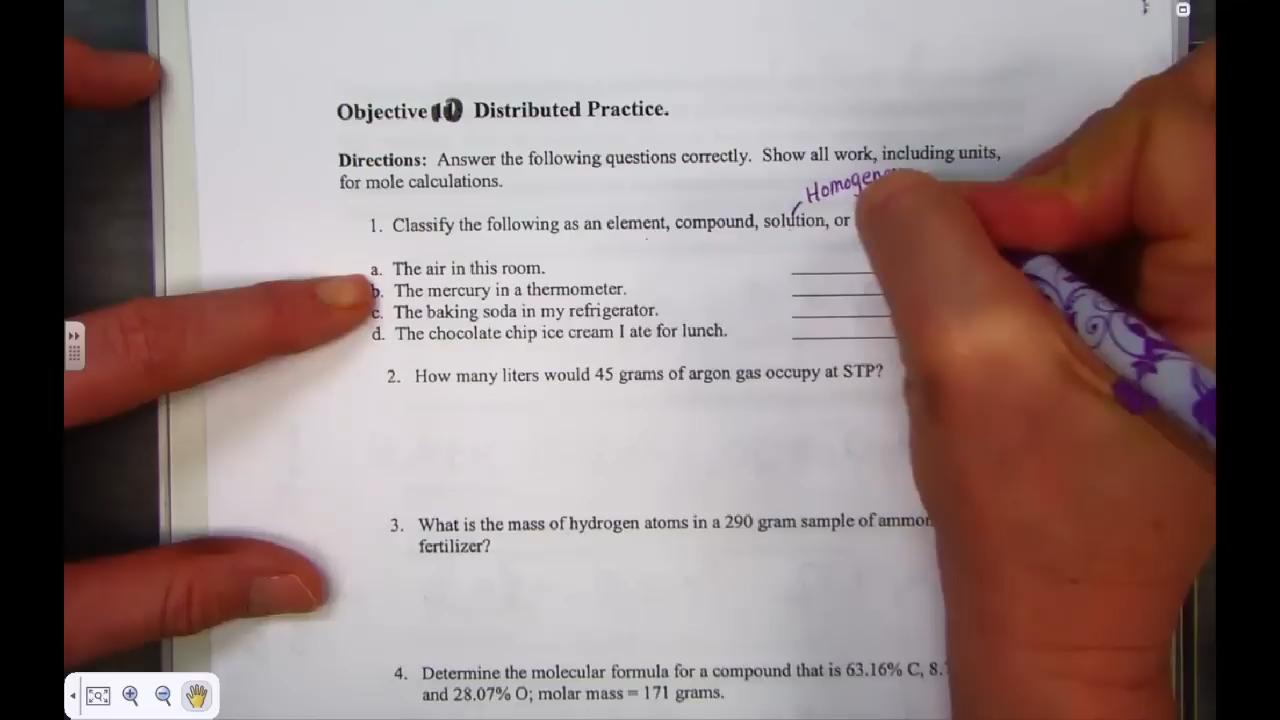 Objective 10 Distributed Practice.
Directions: Answer the following questions correctly. Show all work, including units,
for mole calculations.
1. Classify the following as an element, compound, solution, or
a. The air in this room.
b. The mercury in a thermometer.
c. The baking soda in my refrigerator.
d. The chocolate chip ice cream I ate for lunch.
2. How many liters would 45 grams of argon gas occupy at STP?
3. What is the mass of hydrogen atoms in a 290 gram sample of
fertilizer?
4. Determine the molecular formula for a compound that is 63.16% C, 8.
and 28.07% O; molar mass = 171 grams.